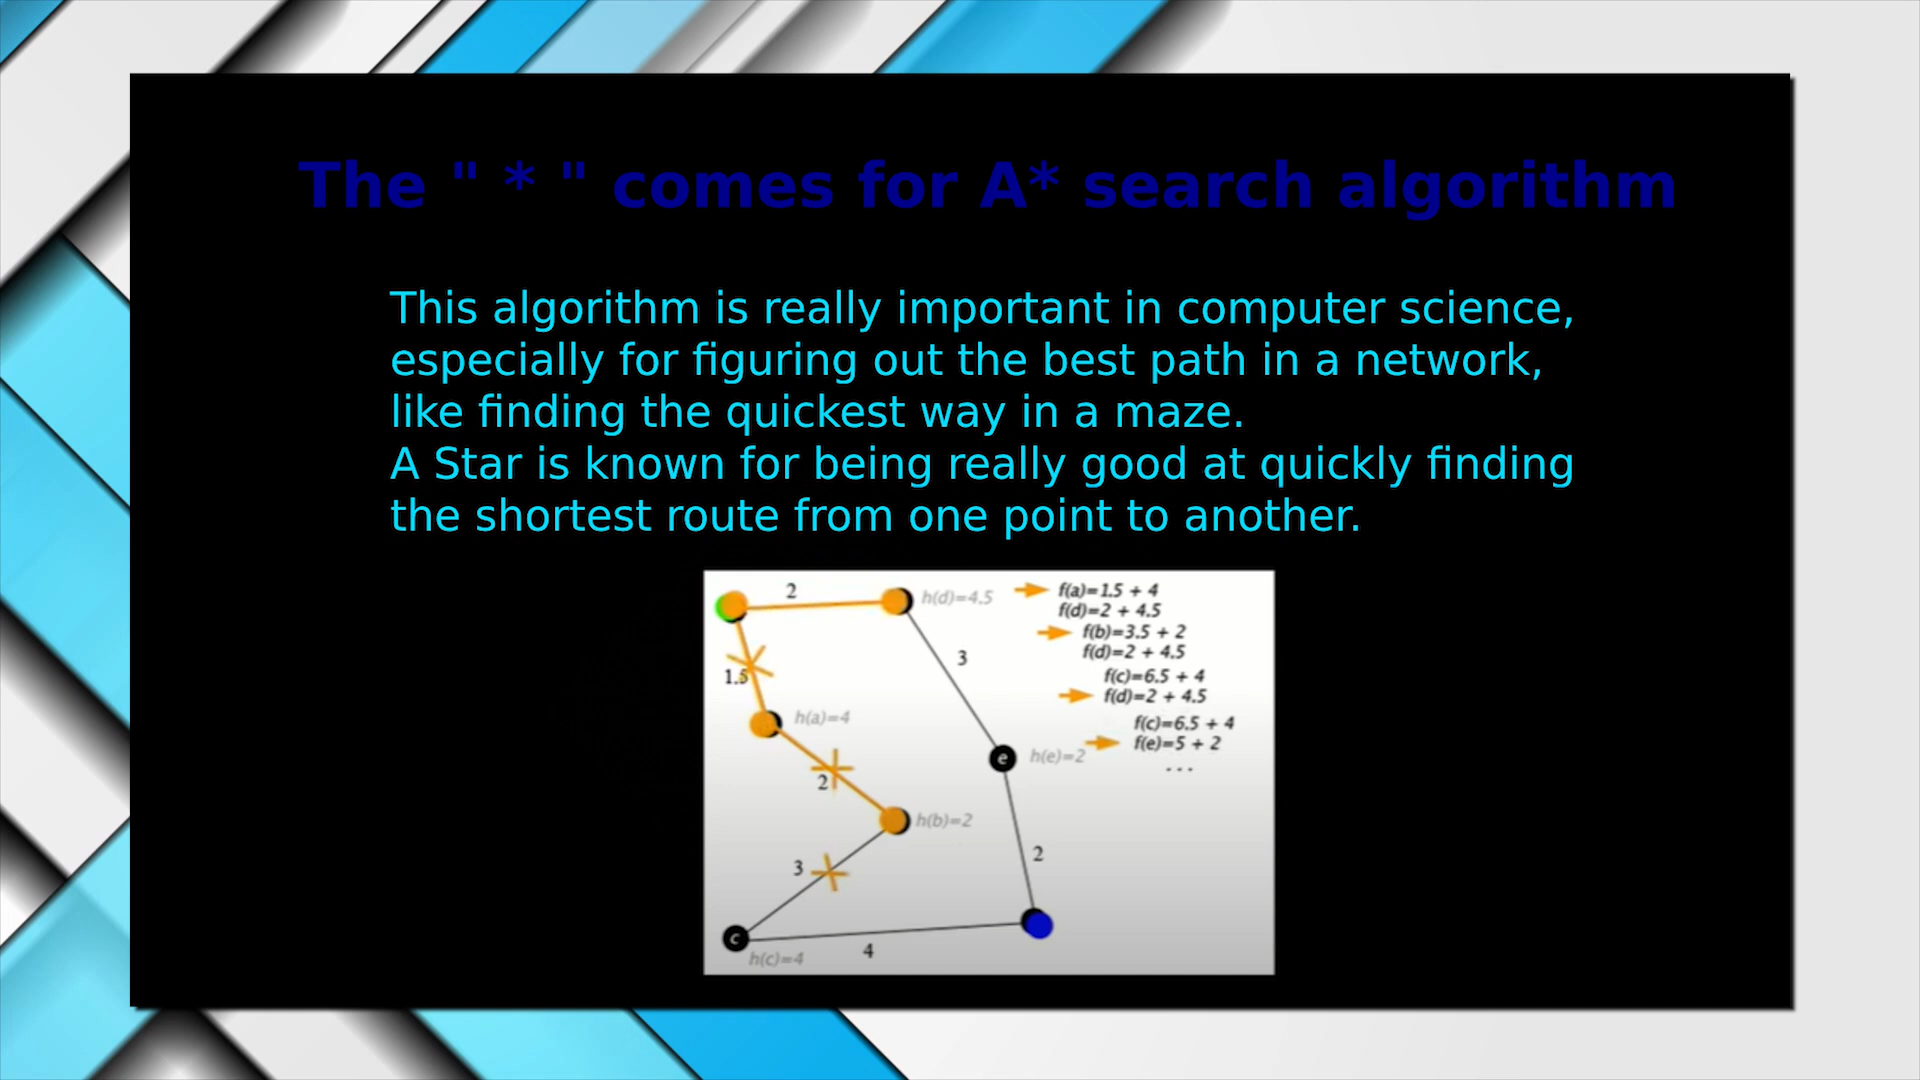 The " * " comes for A* search algorithm
This algorithm is really important in computer science,
especially for figuring out the best path in a network,
like finding the quickest way in a maze.
A Star is known for being really good at quickly finding
the shortest route from one point to another.
2
h(d)=4.5
f(a)=1.5 + 4
f(d)=2 + 4.5
f(b)=3.5 + 2
f(d)=2 + 4.5
3
1.5
f(c)=6.5 + 4
f(d)=2 + 4.5
h(a)=4
f(c)=6.5 + 4
f(e)=5 + 2
e
h(e)=2
...
2
h(b)=2
2
3
c
4
h(c)=4